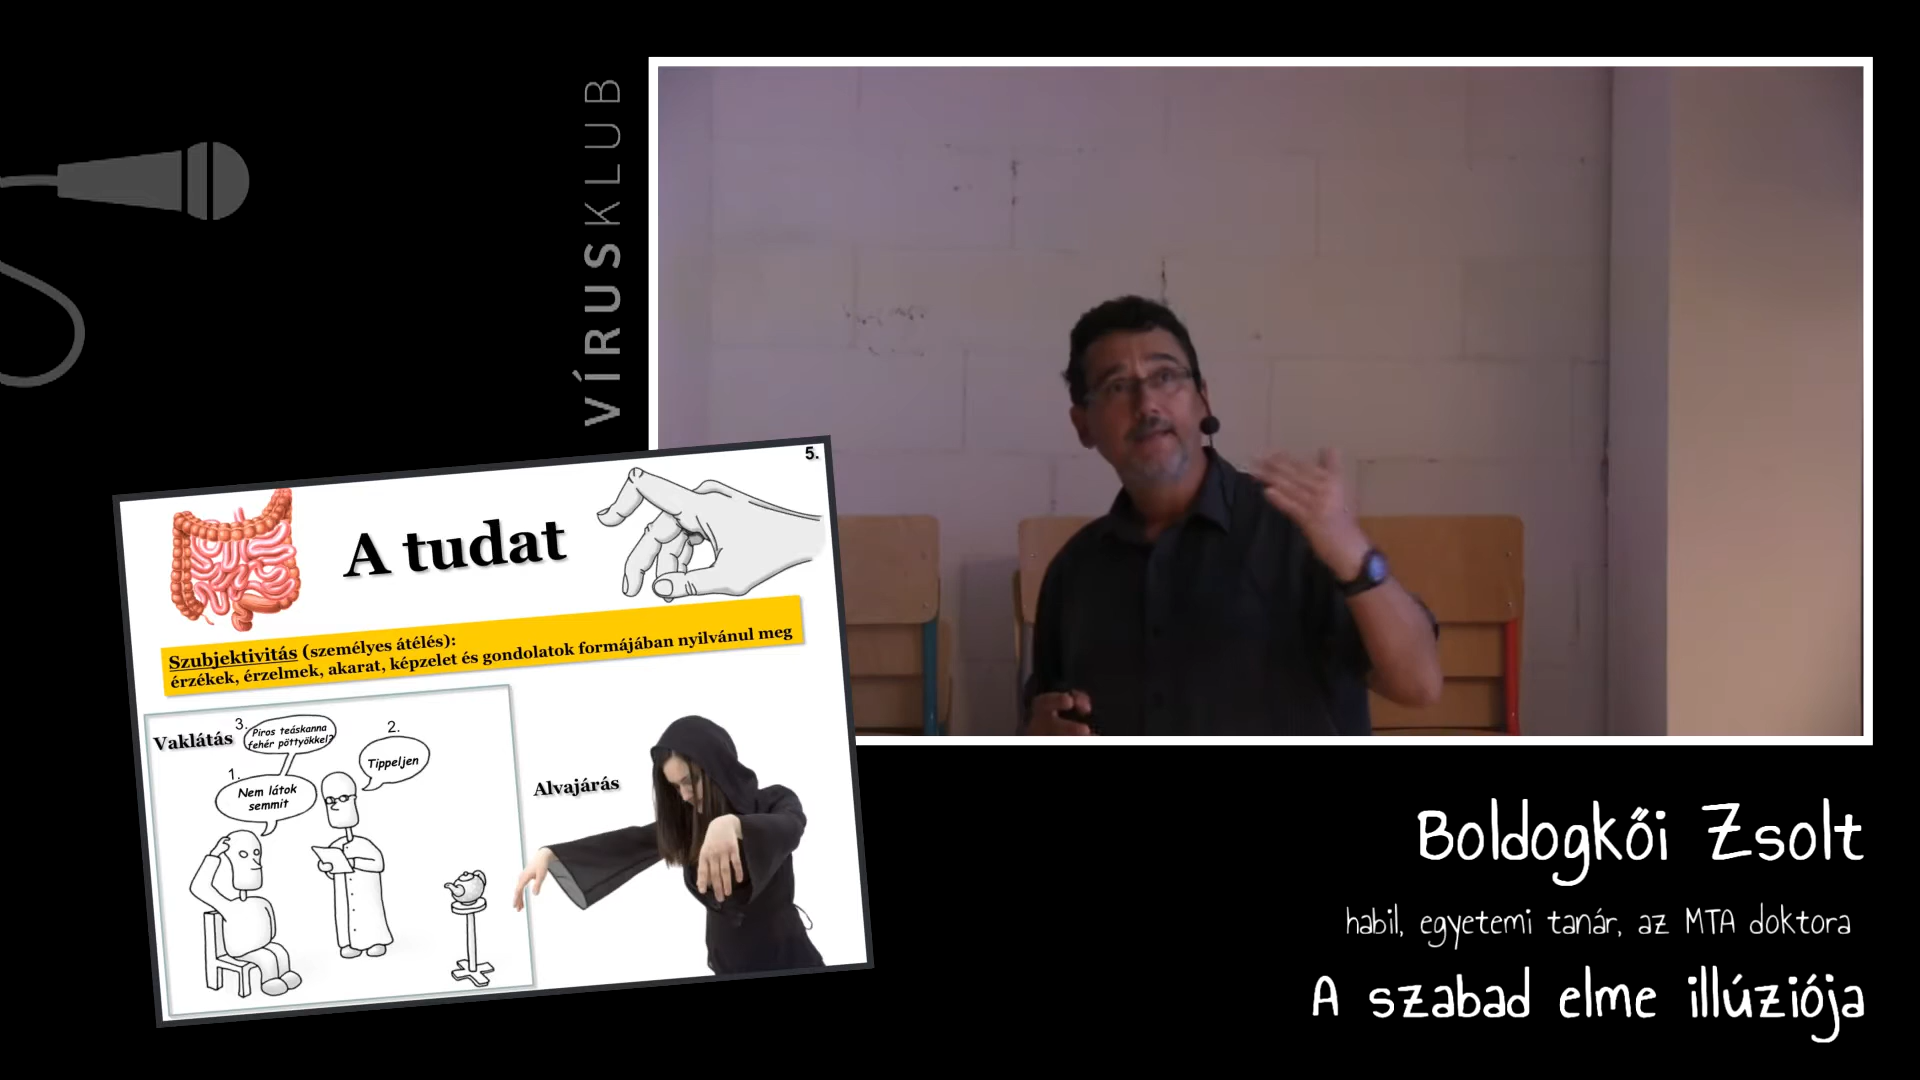 VÍRUSKLUB
5.
A tudat
Szubjektivitás (személyes átélés):
érzékek, érzelmek, akarat, képzelet és gondolatok formájában nyilvánul meg
Vaklátás
3.
Piros teáskanna
fehér pöttyökkel?
2.
Tippeljen
1.
Nem látok
semmit
Alvajárás
Boldogkői Zsolt
habil, egyetemi tanár, az MTA doktora
A szabad elme illúziója